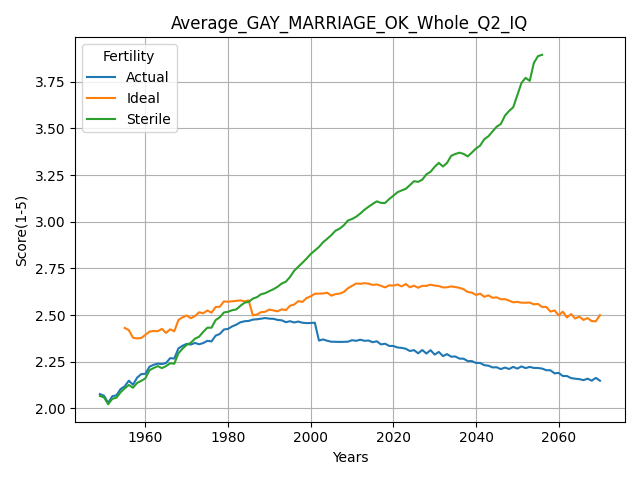 Average_GAY_MARRIAGE_OK_Whole_Q2_IQ
Fertility
Actual
Ideal
Sterile
Score(1-5)
3.75
3.50
3.25
3.00
2.75
2.50
2.25
2.00
1960 1980 2000 2020 2040 2060
Years